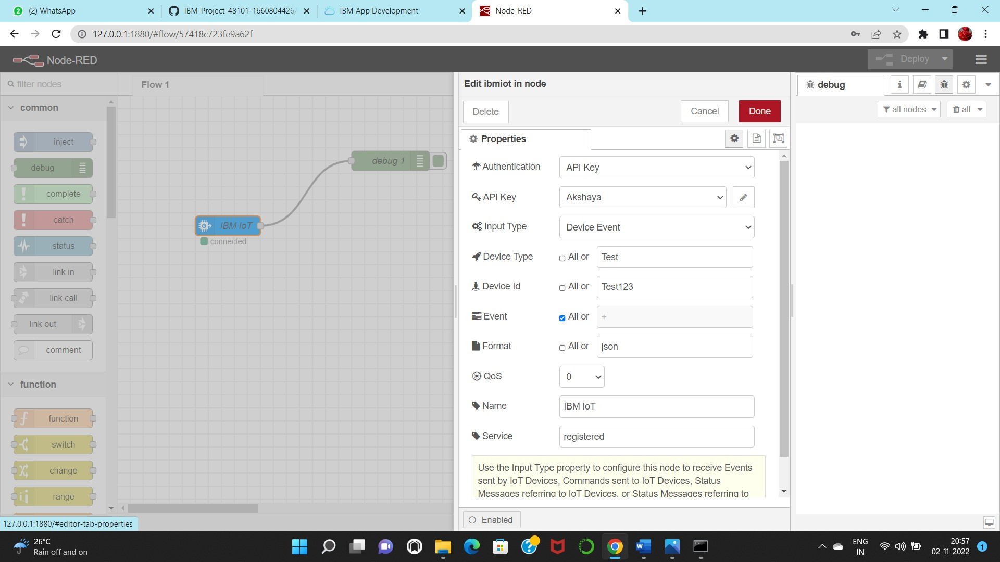 (2) WhatsApp
IBM-Project-48101-1660804426/
IBM App Development
Node-RED
127.0.0.1:1880/#flow/57418c723fe9a62f
Node-RED
Deploy
filter nodes
Flow 1
Edit ibmiot in node
debug
Delete
Cancel
Done
all nodes
all
common
Properties
inject
debug
complete
catch
status
link in
link call
link out
comment
function
function
switch
change
range
debug 1
IBM IoT
connected
Authentication
API Key
API Key
Akshaya
Input Type
Device Event
Device Type
All or
Test
Device Id
All or
Test123
Event
All or
+
Format
All or
json
QoS
0
Name
IBM IoT
Service
registered
Use the Input Type property to configure this node to receive Events
sent by IoT Devices, Commands sent to IoT Devices, Status
Messages referring to IoT Devices, or Status Messages referring to
Enabled
127.0.0.1:1880/#editor-tab-properties
26°C
Rain off and on
ENG
IN
20:57
02-11-2022
1